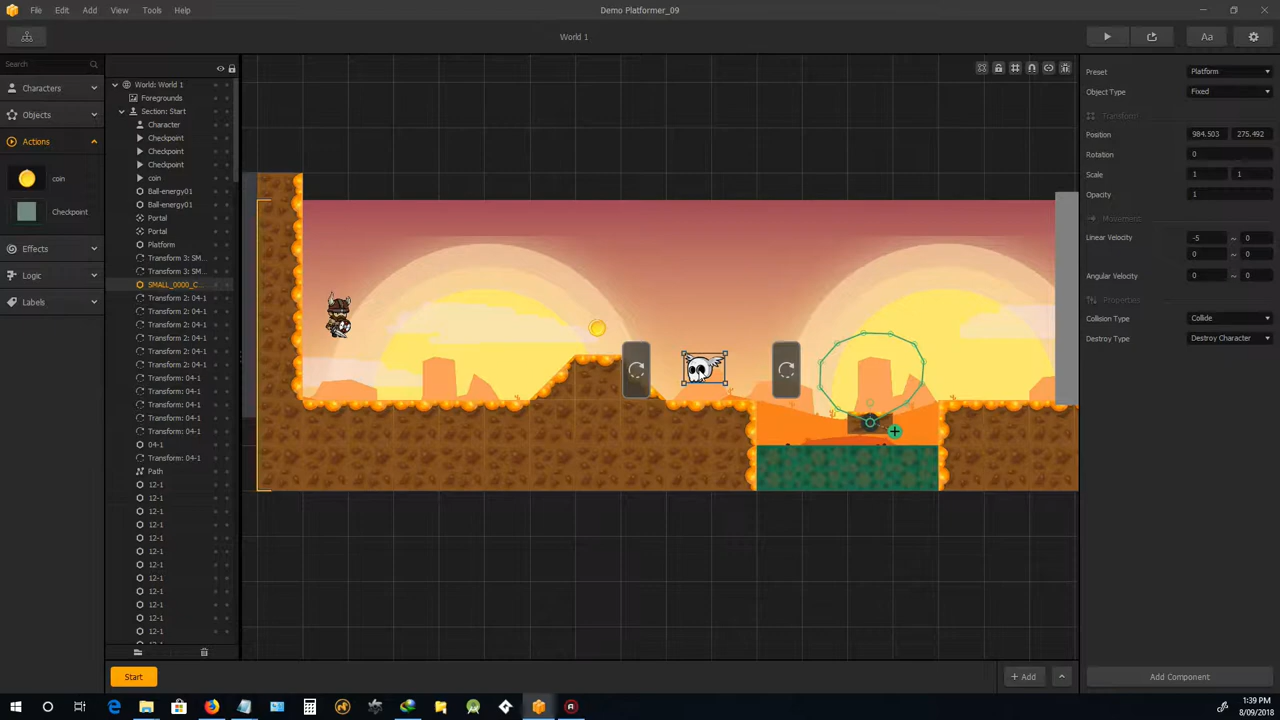 File Edit Add View Tools Help
Demo Platformer_09
World 1
Aa
Search
Characters
Objects
Actions
coin
Checkpoint
Effects
Logic
Labels
World: World 1
Foregrounds
Section: Start
Character
Checkpoint
Checkpoint
Checkpoint
coin
Ball-energy01
Ball-energy01
Portal
Portal
Platform
Transform 3: SM...
Transform 3: SM...
SMALL_0000_C...
Transform 2: 04-1
Transform 2: 04-1
Transform 2: 04-1
Transform 2: 04-1
Transform 2: 04-1
Transform 2: 04-1
Transform: 04-1
Transform: 04-1
Transform: 04-1
Transform: 04-1
Transform: 04-1
04-1
Transform: 04-1
Path
12-1
12-1
12-1
12-1
12-1
12-1
12-1
12-1
12-1
12-1
12-1
12-1
Preset Platform
Object Type Fixed
Transform
Position 984,503 275,492
Rotation 0
Scale 1 1
Opacity 1
Movement
Linear Velocity -5 ~ 0
0 ~ 0
Angular Velocity 0 ~ 0
Properties
Collision Type Collide
Destroy Type Destroy Character
Start
Add
Add Component
1:39 PM
8/09/2018